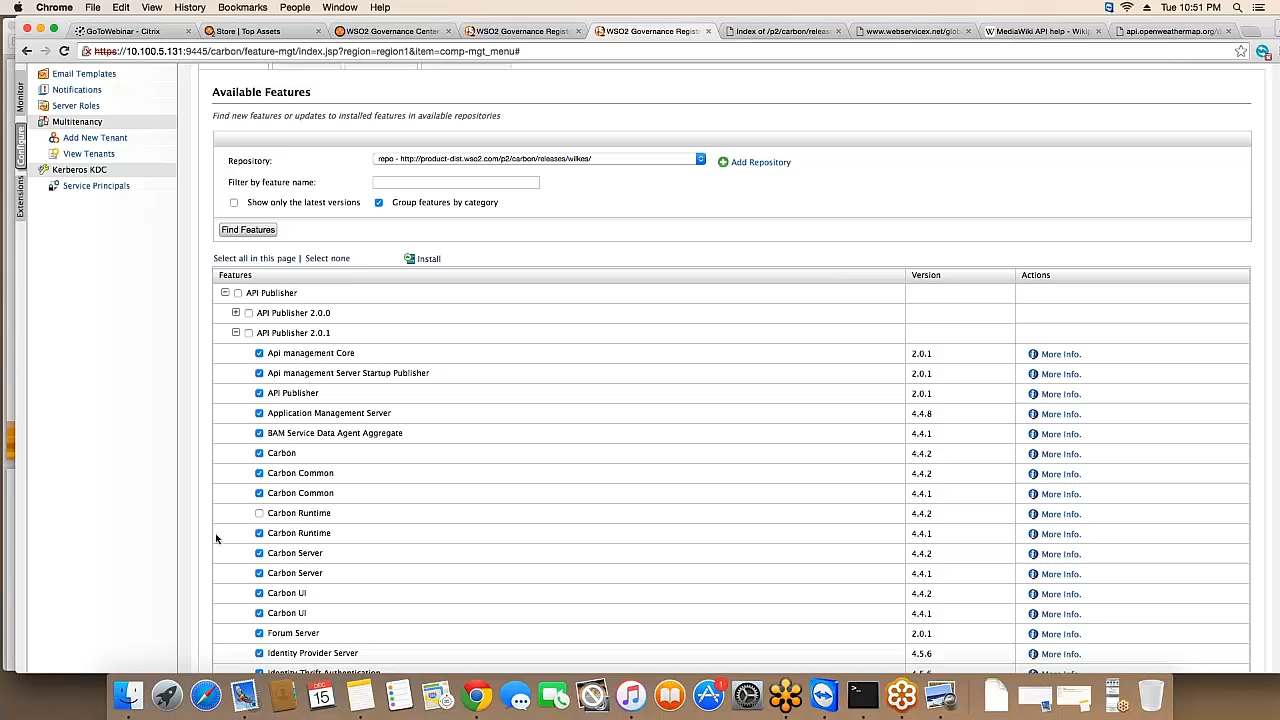 Chrome File Edit View History Bookmarks People Window Help Tue 10:51 PM
GoToWebinar - Citrix Store | Top Assets WSO2 Governance Center WSO2 Governance Regist WSO2 Governance Regist Index of /p2/carbon/releas www.webservicex.net/glob MediaWiki API help - Wikip api.openweathermap.org/
https://10.100.5.131:9445/carbon/feature-mgt/index.jsp?region=region1&item=comp-mgt_menu#
Monitor
Configure
Extensions
Email Templates
Notifications
Server Roles
Multitenancy
Add New Tenant
View Tenants
Kerberos KDC
Service Principals
Available Features
Find new features or updates to installed features in available repositories
Repository: repo - http://product-dist.wso2.com/p2/carbon/releases/wilkes/ Add Repository
Filter by feature name:
Show only the latest versions Group features by category
Find Features
Select all in this page | Select none Install
Features Version Actions
API Publisher
API Publisher 2.0.0
API Publisher 2.0.1
Api management Core 2.0.1 More Info.
Api management Server Startup Publisher 2.0.1 More Info.
API Publisher 2.0.1 More Info.
Application Management Server 4.4.8 More Info.
BAM Service Data Agent Aggregate 4.4.1 More Info.
Carbon 4.4.2 More Info.
Carbon Common 4.4.2 More Info.
Carbon Common 4.4.1 More Info.
Carbon Runtime 4.4.2 More Info.
Carbon Runtime 4.4.1 More Info.
Carbon Server 4.4.2 More Info.
Carbon Server 4.4.1 More Info.
Carbon UI 4.4.2 More Info.
Carbon UI 4.4.1 More Info.
Forum Server 2.0.1 More Info.
Identity Provider Server 4.5.6 More Info.
DEC
15
1